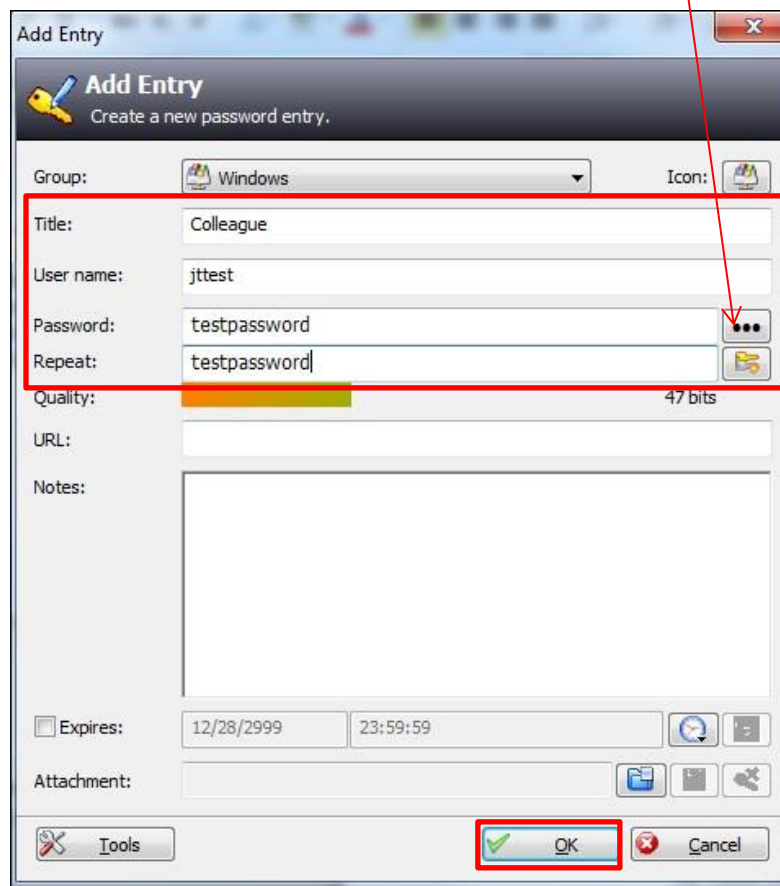 Add Entry
Add Entry
Create a new password entry.
Group: Windows Icon:
Title: Colleague
User name: jttest
Password: testpassword
Repeat: testpassword
Quality: 47 bits
URL:
Notes:
Expires: 12/28/2999 23:59:59
Attachment:
Tools OK Cancel